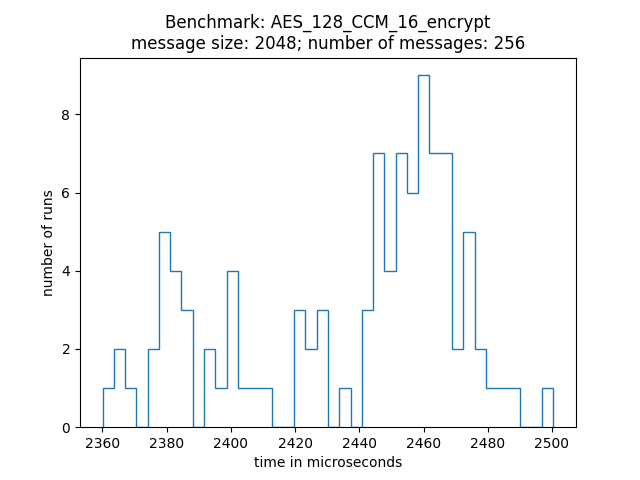 Benchmark: AES_128_CCM_16_encrypt
message size: 2048; number of messages: 256
8
6
4
2
0
number of runs
2360 2380 2400 2420 2440 2460 2480 2500
time in microseconds